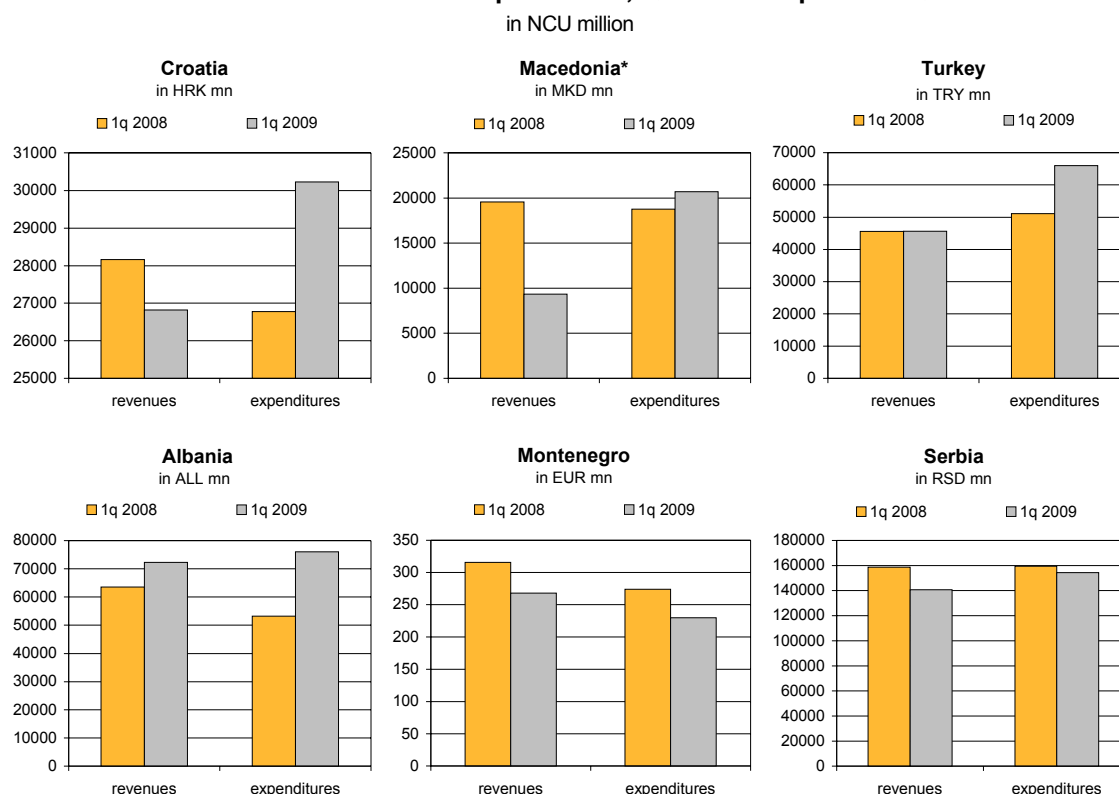 in NCU million
Croatia
in HRK mn
1q 2008 1q 2009
31000
30000
29000
28000
27000
26000
25000
revenues expenditures
Macedonia*
in MKD mn
1q 2008 1q 2009
25000
20000
15000
10000
5000
0
revenues expenditures
Turkey
in TRY mn
1q 2008 1q 2009
70000
60000
50000
40000
30000
20000
10000
0
revenues expenditures
Albania
in ALL mn
1q 2008 1q 2009
80000
70000
60000
50000
40000
30000
20000
10000
0
revenues expenditures
Montenegro
in EUR mn
1q 2008 1q 2009
350
300
250
200
150
100
50
0
revenues expenditures
Serbia
in RSD mn
1q 2008 1q 2009
180000
160000
140000
120000
100000
80000
60000
40000
20000
0
revenues expenditures